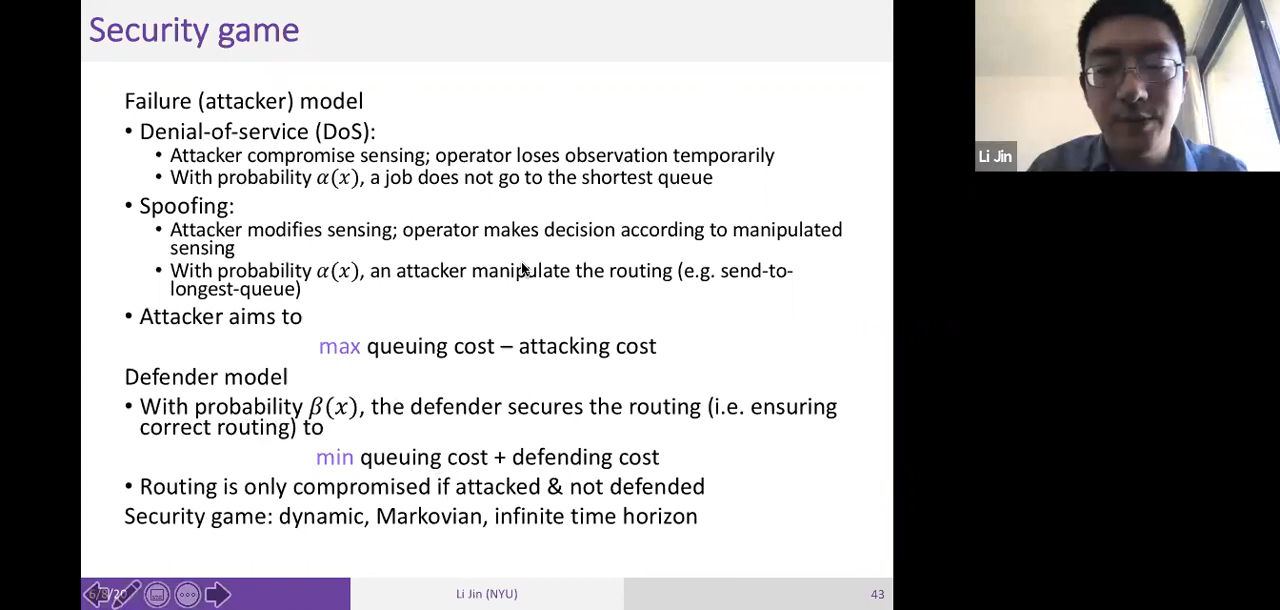 Security game
Failure (attacker) model
• Denial-of-service (DoS):
• Attacker compromise sensing; operator loses observation temporarily
• With probability α(x), a job does not go to the shortest queue
• Spoofing:
• Attacker modifies sensing; operator makes decision according to manipulated
sensing
• With probability α(x), an attacker manipulate the routing (e.g. send-to-
longest-queue)
• Attacker aims to
max queuing cost – attacking cost
Defender model
• With probability β(x), the defender secures the routing (i.e. ensuring
correct routing) to
min queuing cost + defending cost
• Routing is only compromised if attacked & not defended
Security game: dynamic, Markovian, infinite time horizon
6/8/20
Li Jin (NYU)
43
Li Jin